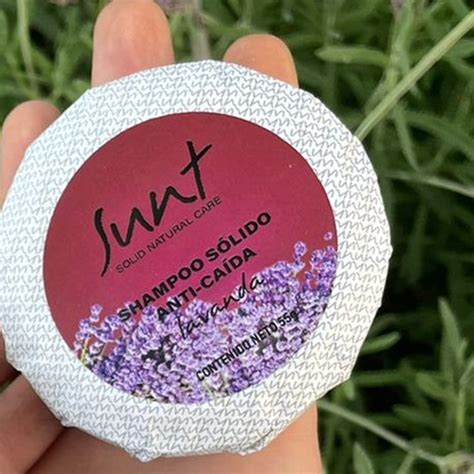 Sunt
SOLID NATURAL CARE
SHAMPOO SÓLIDO
ANTI-CAÍDA
lavanda
CONTENIDO NETO 55g